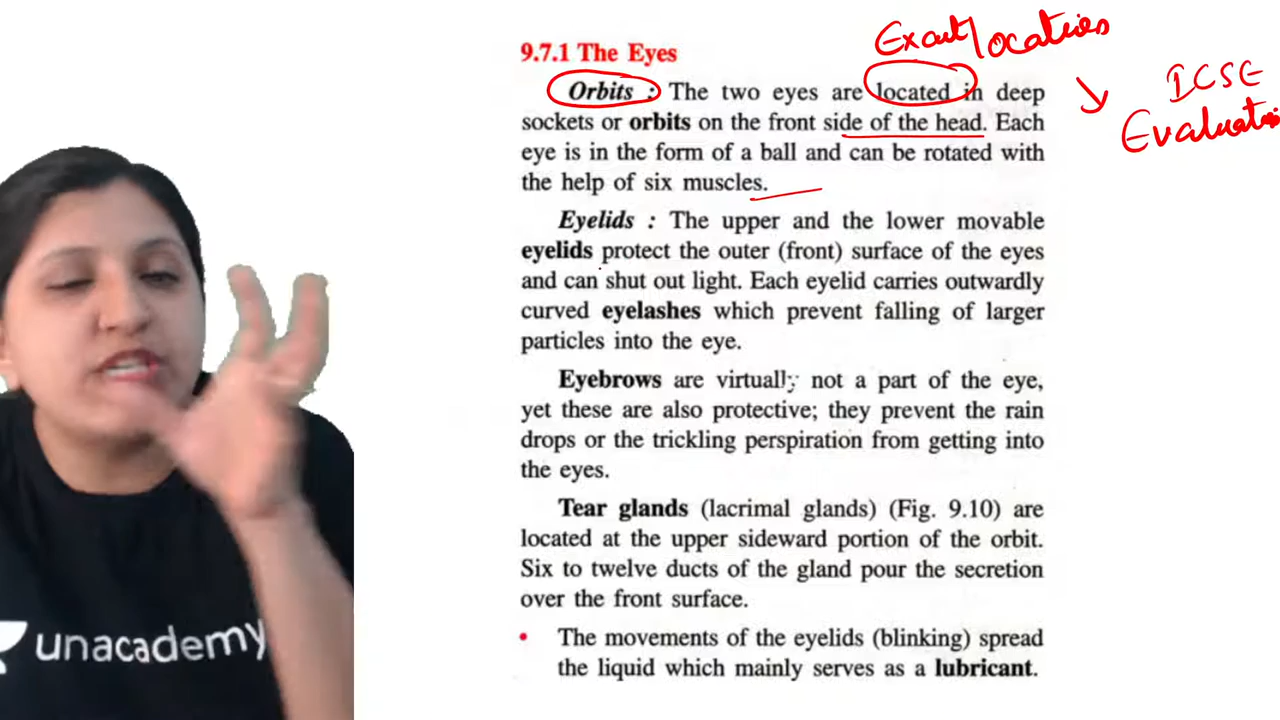 Exact locations
ICSE
Evaluatio
9.7.1 The Eyes
Orbits : The two eyes are located in deep
sockets or orbits on the front side of the head. Each
eye is in the form of a ball and can be rotated with
the help of six muscles.
Eyelids : The upper and the lower movable
eyelids protect the outer (front) surface of the eyes
and can shut out light. Each eyelid carries outwardly
curved eyelashes which prevent falling of larger
particles into the eye.
Eyebrows are virtually not a part of the eye,
yet these are also protective; they prevent the rain
drops or the trickling perspiration from getting into
the eyes.
Tear glands (lacrimal glands) (Fig. 9.10) are
located at the upper sideward portion of the orbit.
Six to twelve ducts of the gland pour the secretion
over the front surface.
• The movements of the eyelids (blinking) spread
the liquid which mainly serves as a lubricant.
unacademy